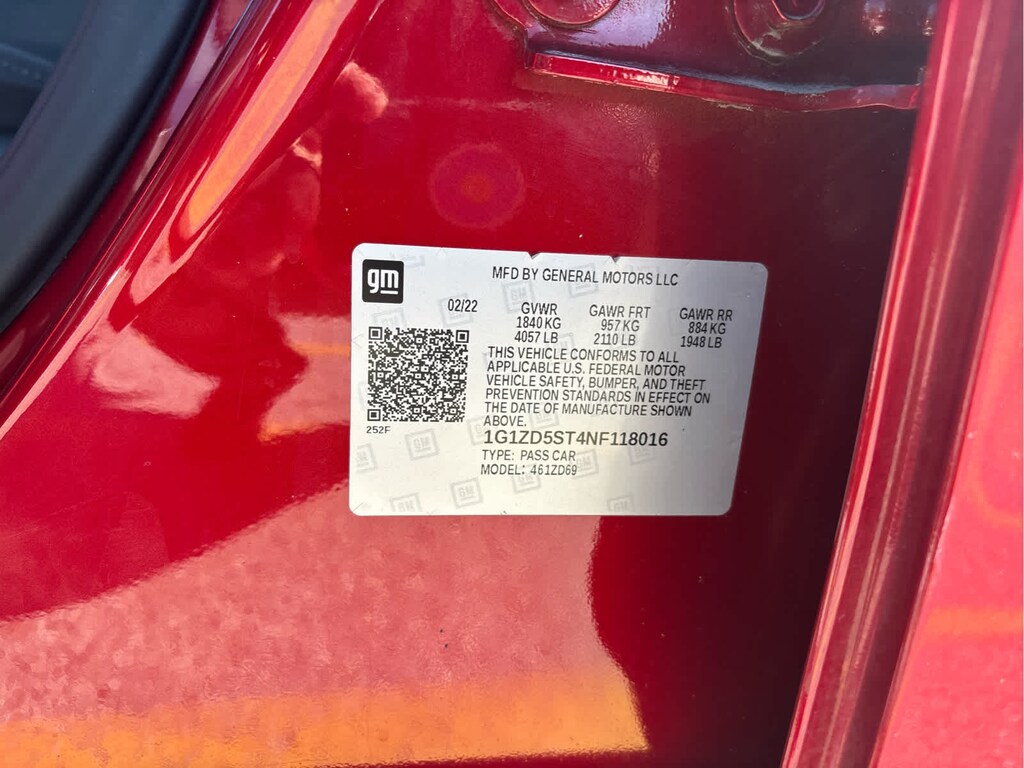 gm
MFD BY GENERAL MOTORS LLC
02/22 GVWR GAWR FRT GAWR RR
1840 KG 957 KG 884 KG
4057 LB 2110 LB 1948 LB
THIS VEHICLE CONFORMS TO ALL
APPLICABLE U.S. FEDERAL MOTOR
VEHICLE SAFETY, BUMPER, AND THEFT
PREVENTION STANDARDS IN EFFECT ON
THE DATE OF MANUFACTURE SHOWN
ABOVE.
252F
1G1ZD5ST4NF118016
TYPE: PASS CAR
MODEL: 461ZD69